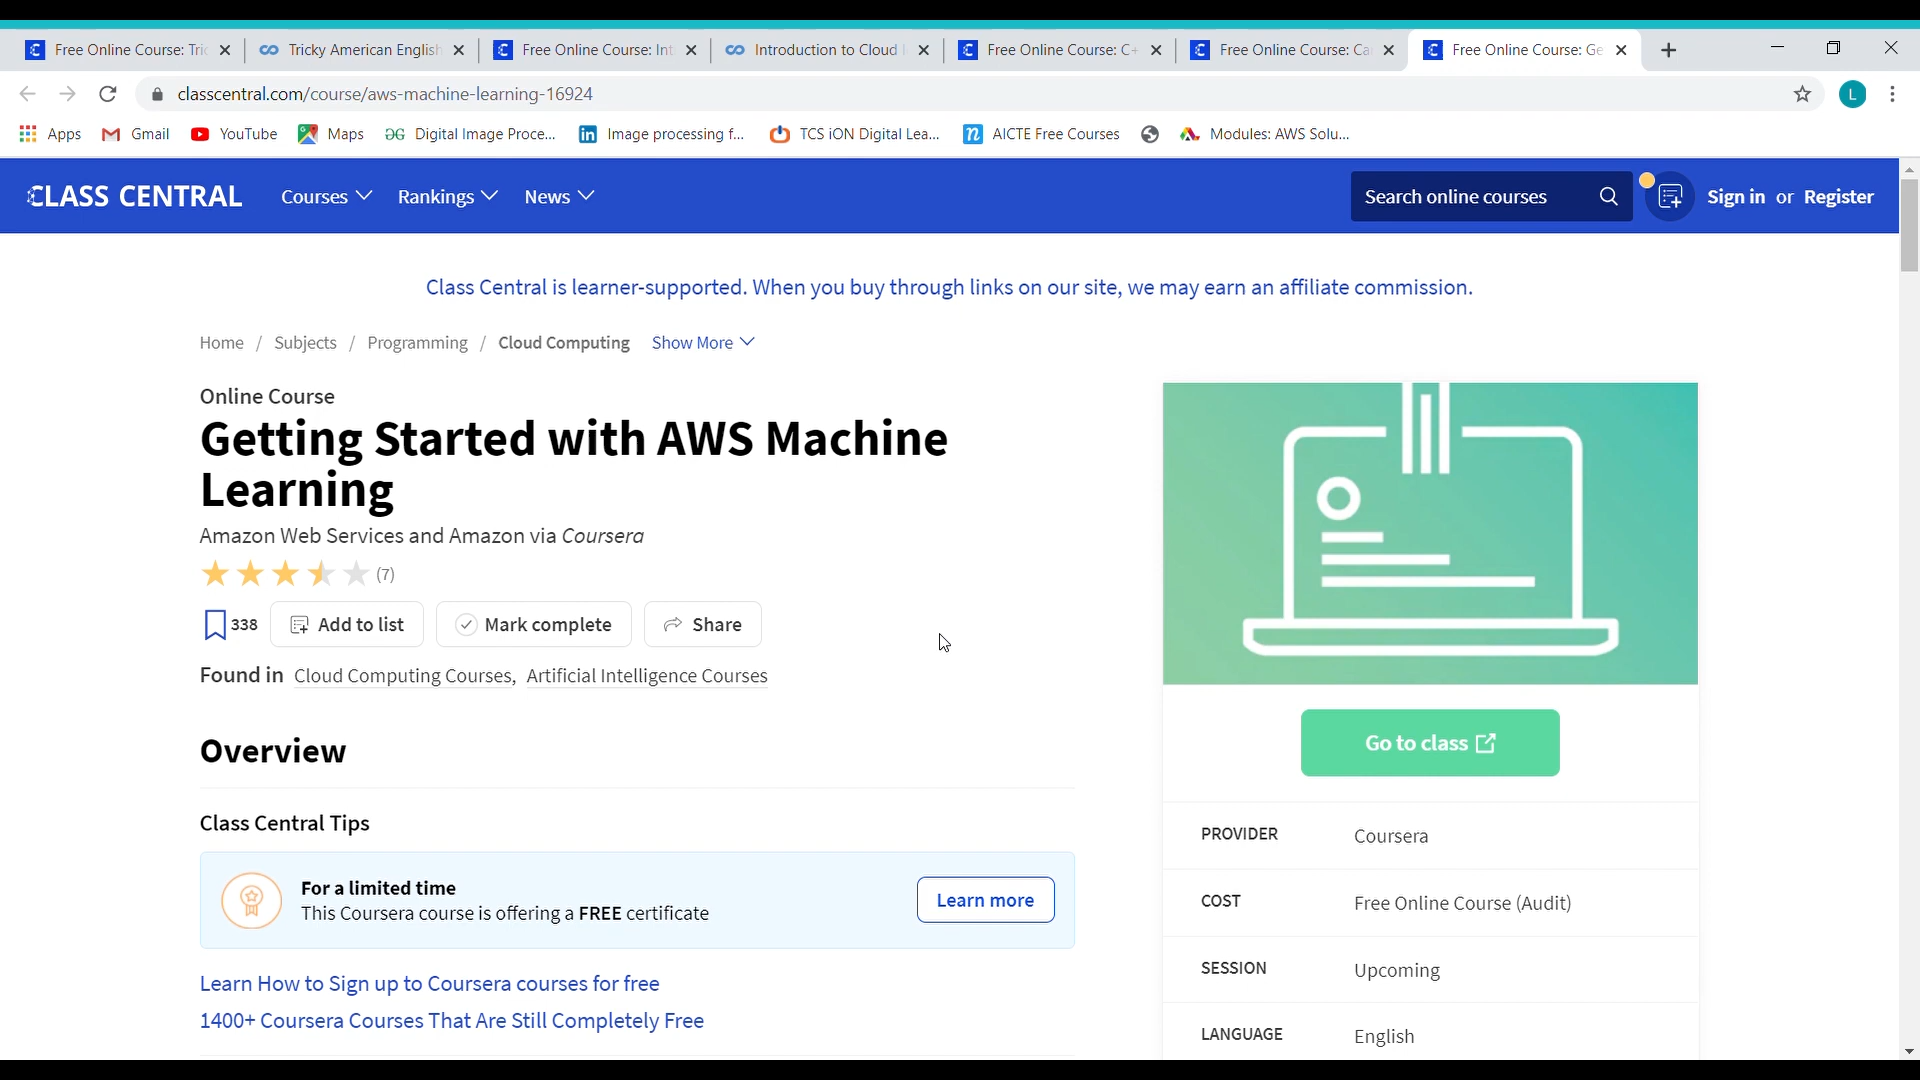 Free Online Course: Tric
Tricky American English
Free Online Course: Int
Introduction to Cloud I
Free Online Course: C+
Free Online Course: Ca
Free Online Course: Ge
classcentral.com/course/aws-machine-learning-16924
L
Apps
Gmail
YouTube
Maps
Digital Image Proce...
Image processing f...
TCS iON Digital Lea...
AICTE Free Courses
Modules: AWS Solu...
CLASS CENTRAL
Courses
Rankings
News
Search online courses
Sign in or Register
Class Central is learner-supported. When you buy through links on our site, we may earn an affiliate commission.
Home / Subjects / Programming / Cloud Computing Show More
Online Course
Getting Started with AWS Machine
Learning
Amazon Web Services and Amazon via Coursera
(7)
338
Add to list
Mark complete
Share
Found in Cloud Computing Courses, Artificial Intelligence Courses
Overview
Class Central Tips
For a limited time
This Coursera course is offering a FREE certificate
Learn more
Learn How to Sign up to Coursera courses for free
1400+ Coursera Courses That Are Still Completely Free
Go to class
PROVIDER Coursera
COST Free Online Course (Audit)
SESSION Upcoming
LANGUAGE English